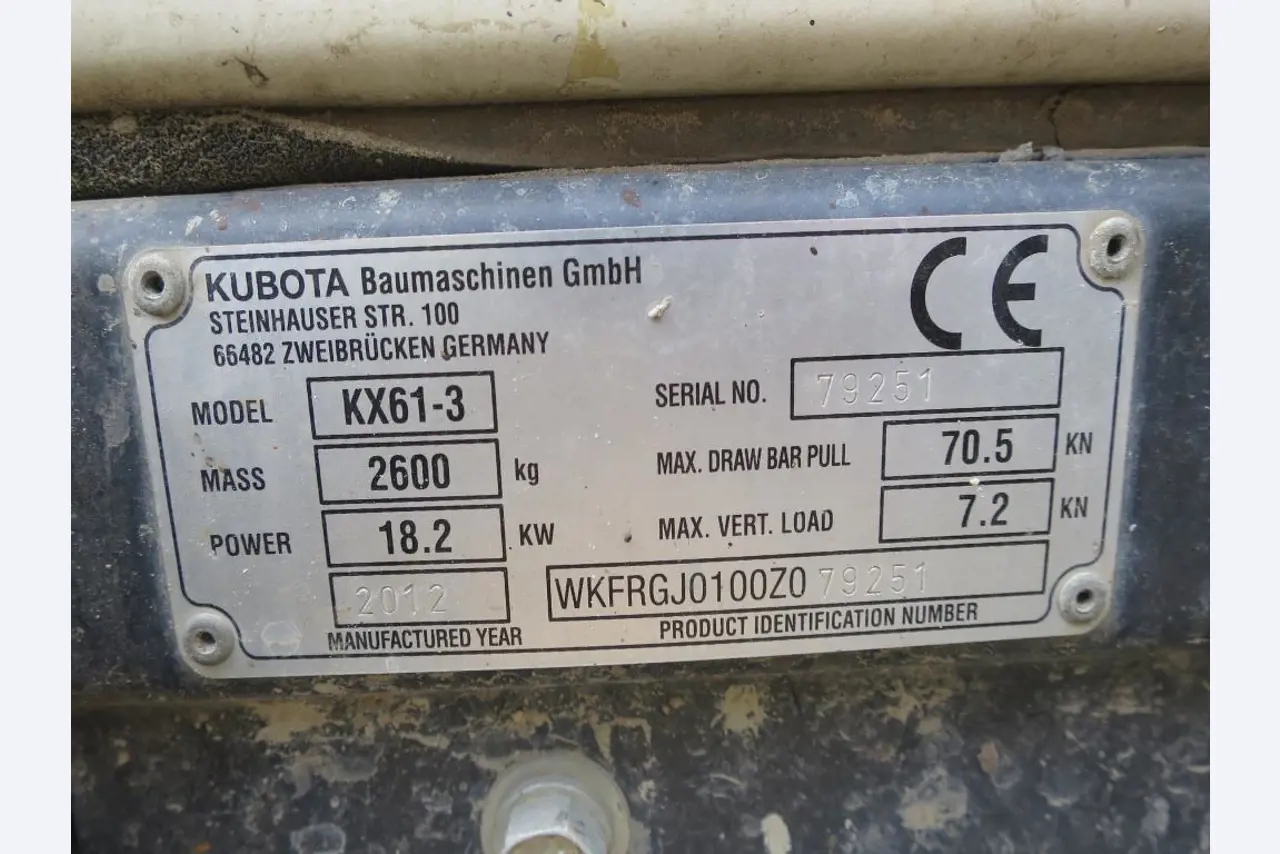 KUBOTA Baumaschinen GmbH
STEINHAUSER STR. 100
66482 ZWEIBRÜCKEN GERMANY
CE
MODEL KX61-3
SERIAL NO. 79251
MASS 2600 kg
MAX. DRAW BAR PULL 70.5 KN
POWER 18.2 KW
MAX. VERT. LOAD 7.2 KN
2012
MANUFACTURED YEAR
WKFRGJ0100Z079251
PRODUCT IDENTIFICATION NUMBER